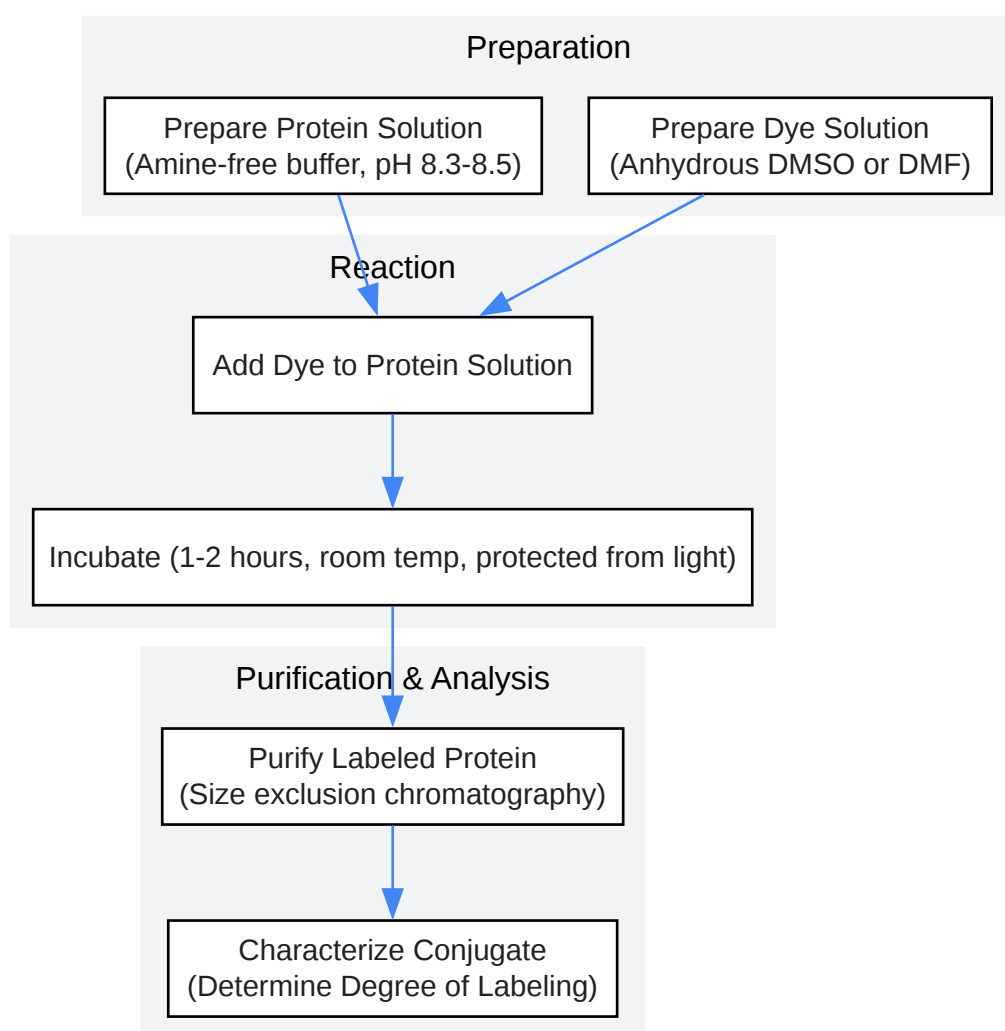 Preparation
Prepare Protein Solution
(Amine-free buffer, pH 8.3-8.5)
Prepare Dye Solution
(Anhydrous DMSO or DMF)
Reaction
Add Dye to Protein Solution
Incubate (1-2 hours, room temp, protected from light)
Purification & Analysis
Purify Labeled Protein
(Size exclusion chromatography)
Characterize Conjugate
(Determine Degree of Labeling)